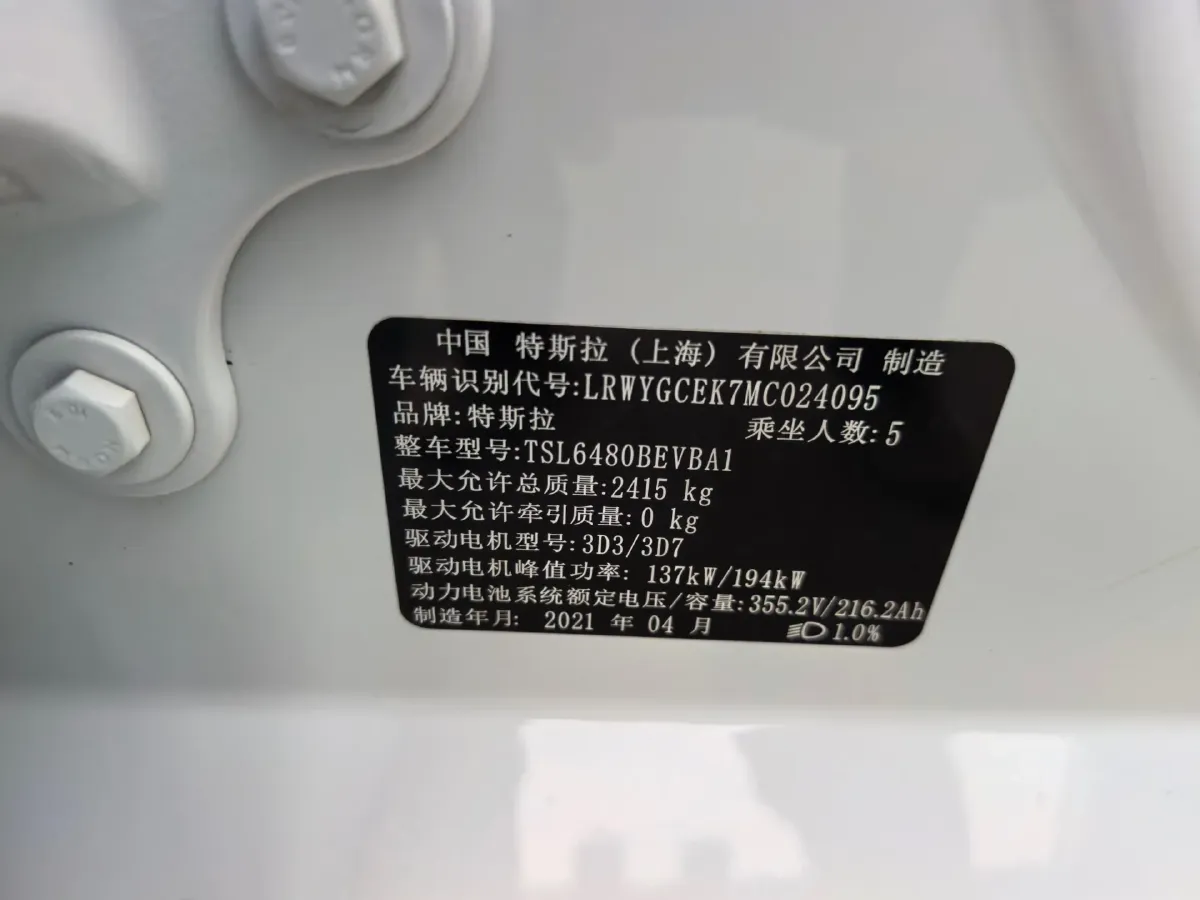 中国 特斯拉 (上海) 有限公司 制造
车辆识别代号:LRWYGCEK7MC024095
品牌:特斯拉 乘坐人数:5
整车型号:TSL6480BEVBA1
最大允许总质量:2415 kg
最大允许牵引质量: 0 kg
驱动电机型号:3D3/3D7
驱动电机峰值功率: 137kW/194kW
动力电池系统额定电压/容量:355.2V/216.2Ah
制造年月: 2021 年 04 月 1.0%